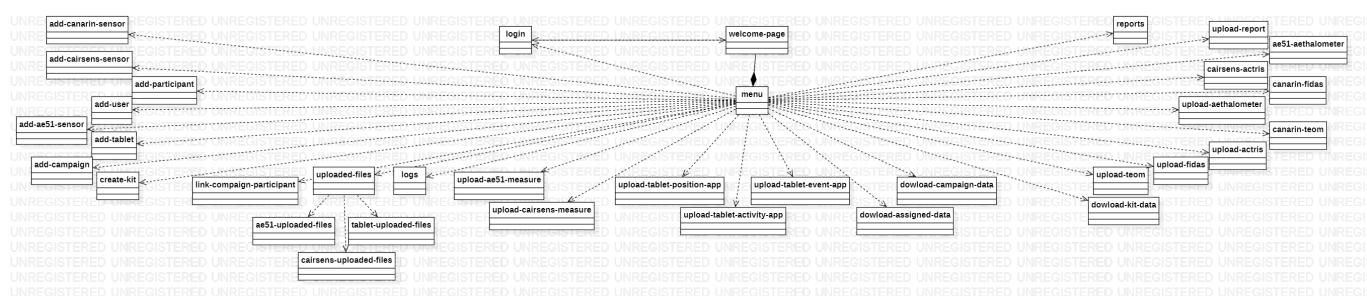 add-canarin-sensor
login
welcome-page
reports
upload-report
ae51-aethalometer
add-cairsens-sensor
cairsens-actris
add-participant
canarin-fidas
menu
add-user
upload-aethalometer
add-ae51-sensor
canarin-teom
add-tablet
upload-actris
add-campaign
upload-fidas
create-kit
link-compaign-participant
uploaded-files
logs
upload-ae51-measure
upload-tablet-position-app
upload-tablet-event-app
dowload-campaign-data
upload-teom
upload-cairsens-measure
upload-tablet-activity-app
dowload-assigned-data
dowload-kit-data
ae51-uploaded-files
tablet-uploaded-files
cairsens-uploaded-files
UNREGISTERED